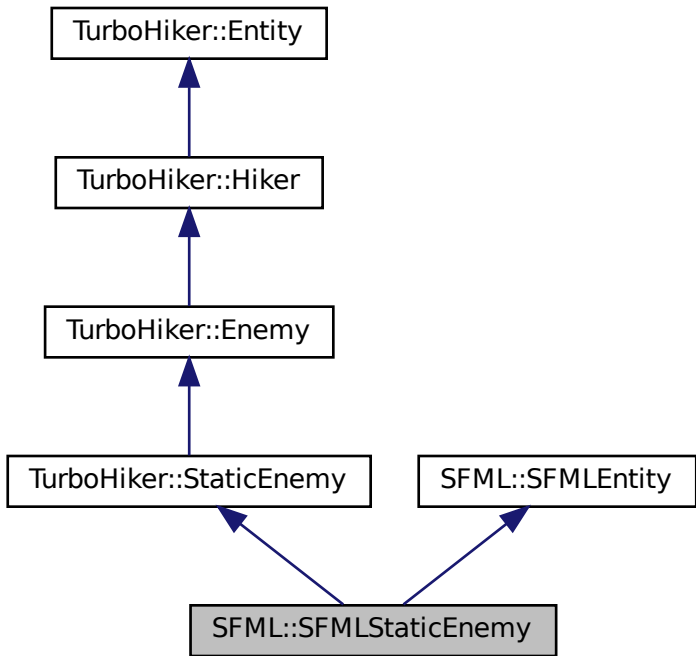 TurboHiker::Entity
TurboHiker::Hiker
TurboHiker::Enemy
TurboHiker::StaticEnemy
SFML::SFMLEntity
SFML::SFMLStaticEnemy